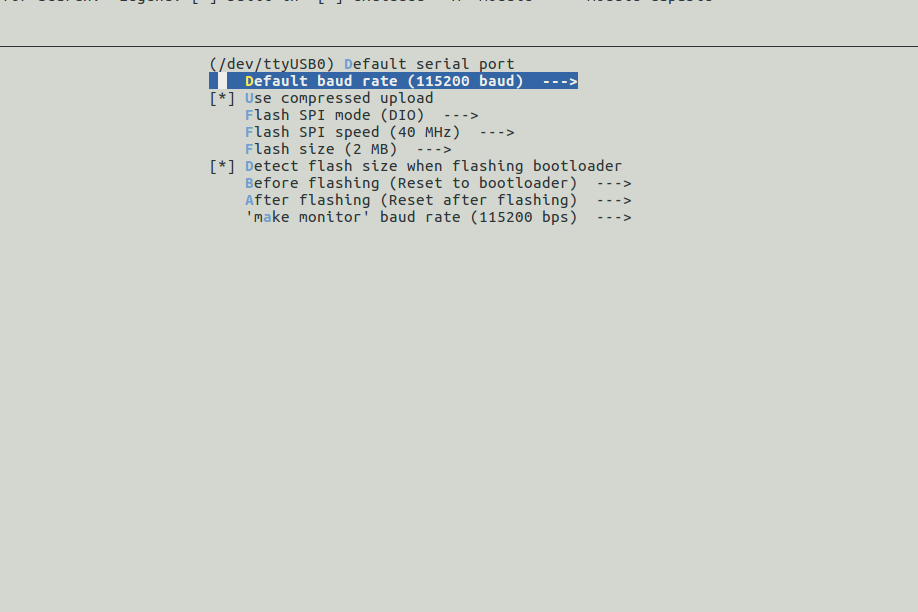 (/dev/ttyUSB0) Default serial port
Default baud rate (115200 baud)  --->
[*] Use compressed upload
Flash SPI mode (DIO)  --->
Flash SPI speed (40 MHz)  --->
Flash size (2 MB)  --->
[*] Detect flash size when flashing bootloader
Before flashing (Reset to bootloader)  --->
After flashing (Reset after flashing)  --->
'make monitor' baud rate (115200 bps)  --->